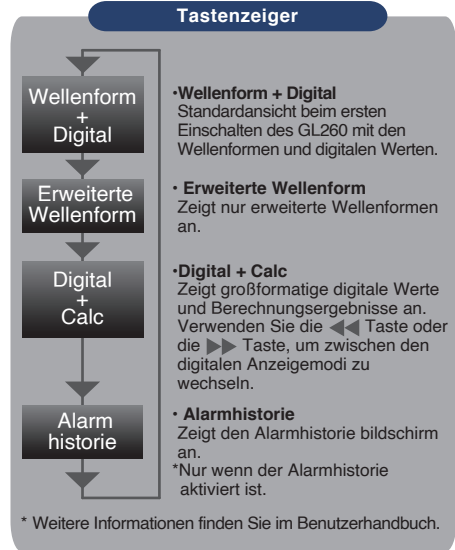 Tastenzeiger
Wellenform
+
Digital
·Wellenform + Digital
Standardansicht beim ersten
Einschalten des GL260 mit den
Wellenformen und digitalen Werten.
Erweiterte
Wellenform
· Erweiterte Wellenform
Zeigt nur erweiterte Wellenformen
an.
Digital
+
Calc
·Digital + Calc
Zeigt großformatige digitale Werte
und Berechnungsergebnisse an.
Verwenden Sie die ◀◀ Taste oder
die ▶▶ Taste, um zwischen den
digitalen Anzeigemodi zu
wechseln.
Alarm
historie
· Alarmhistorie
Zeigt den Alarmhistorie bildschirm
an.
*Nur wenn der Alarmhistorie
aktiviert ist.
* Weitere Informationen finden Sie im Benutzerhandbuch.